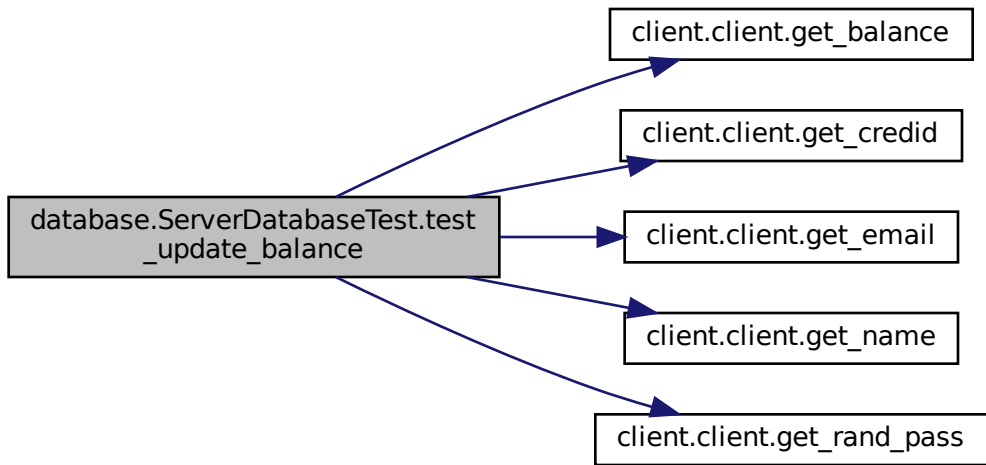 client.client.get_balance
client.client.get_credid
database.ServerDatabaseTest.test
_update_balance
client.client.get_email
client.client.get_name
client.client.get_rand_pass